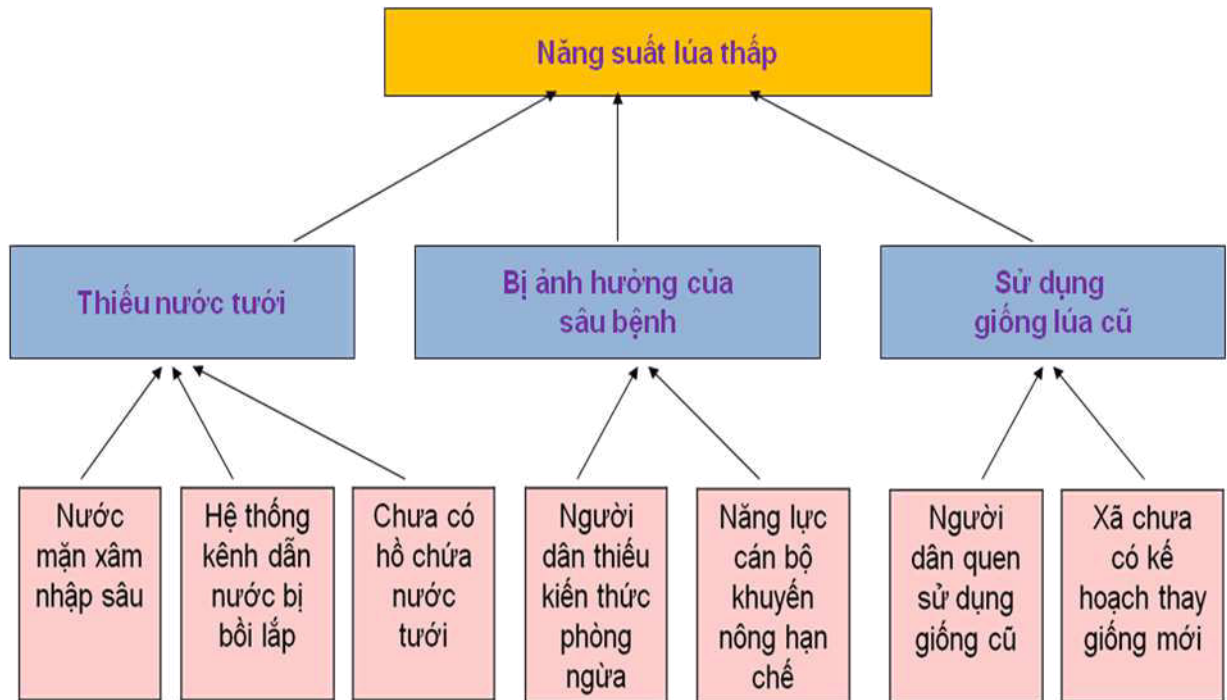 Năng suất lúa thấp
Thiếu nước tưới
Bị ảnh hưởng của
sâu bệnh
Sử dụng
giống lúa cũ
Nước
mặn xâm
nhập sâu
Hệ thống
kênh dẫn
nước bị
bồi lắp
Chưa có
hồ chứa
nước
tưới
Người
dân thiếu
kiến thức
phòng
ngừa
Năng lực
cán bộ
khuyến
nông hạn
chế
Người
dân quen
sử dụng
giống cũ
Xã chưa
có kế
hoạch thay
giống mới